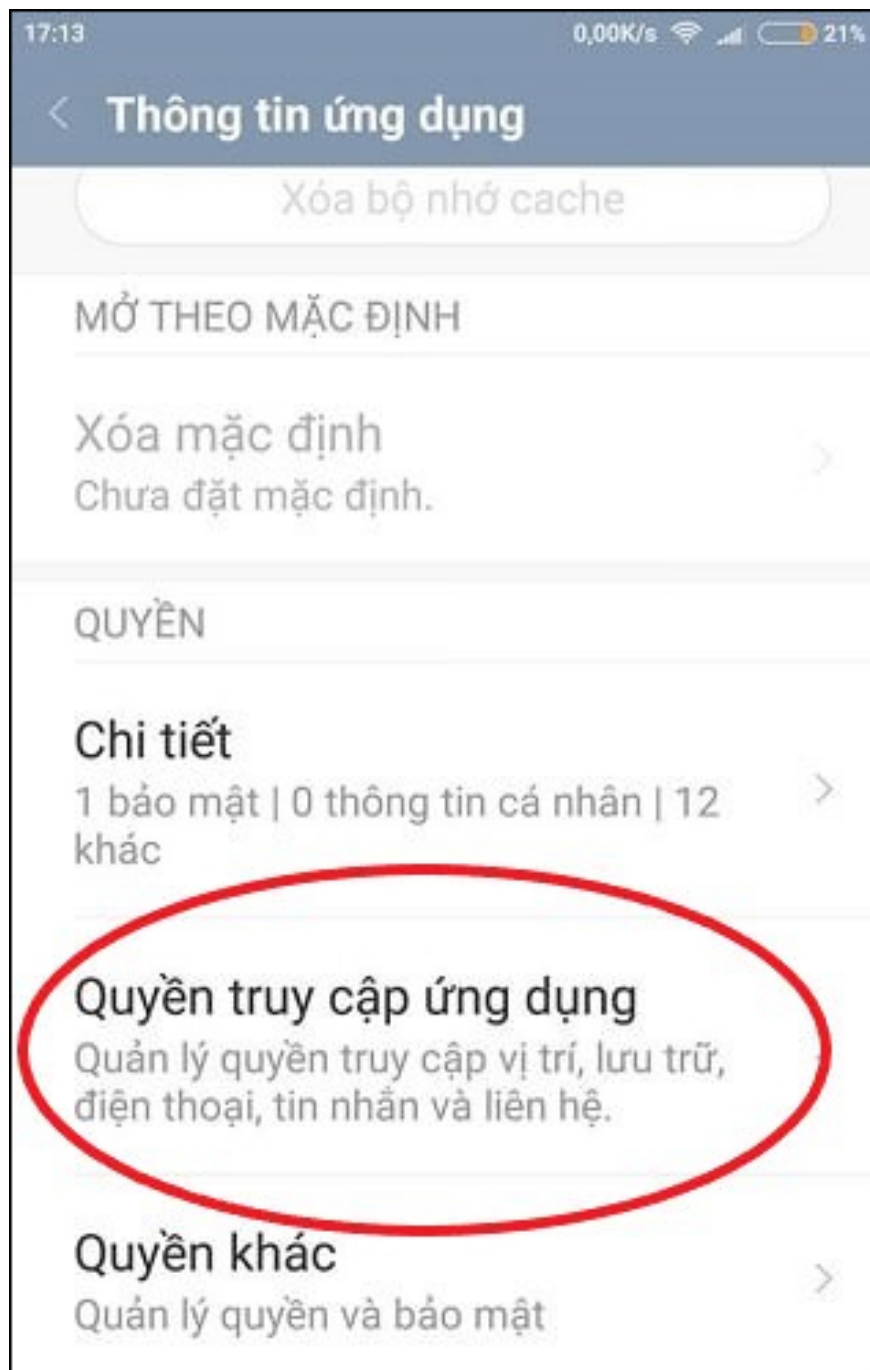 17:13 0,00K/s 21%
Thông tin ứng dụng
Xóa bộ nhớ cache
MỞ THEO MẶC ĐỊNH
Xóa mặc định
Chưa đặt mặc định.
QUYỀN
Chi tiết
1 bảo mật | 0 thông tin cá nhân | 12
khác
Quyền truy cập ứng dụng
Quản lý quyền truy cập vị trí, lưu trữ,
điện thoại, tin nhắn và liên hệ.
Quyền khác
Quản lý quyền và bảo mật